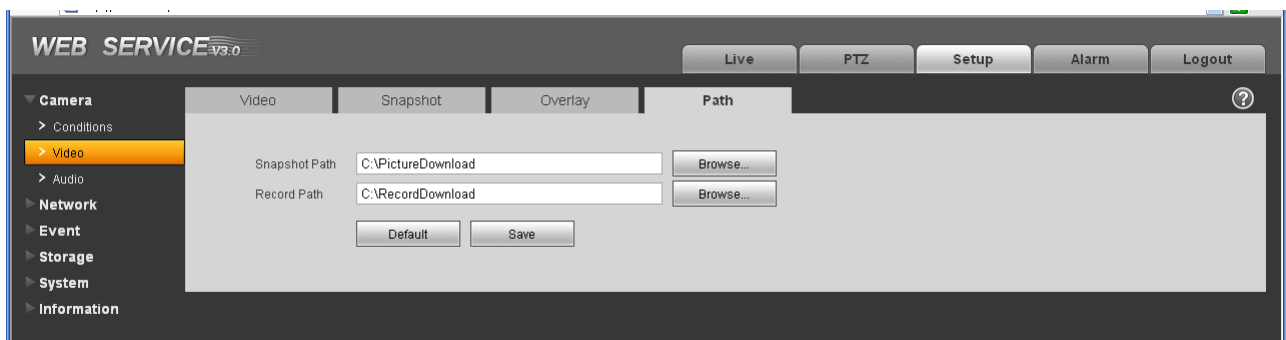 WEB SERVICE V3.0
Live PTZ Setup Alarm Logout
Camera
Video Snapshot Overlay Path ?
> Conditions
> Video
Snapshot Path C:\PictureDownload Browse...
> Audio
Record Path C:\RecordDownload Browse...
Network
Event
Default Save
Storage
System
Information